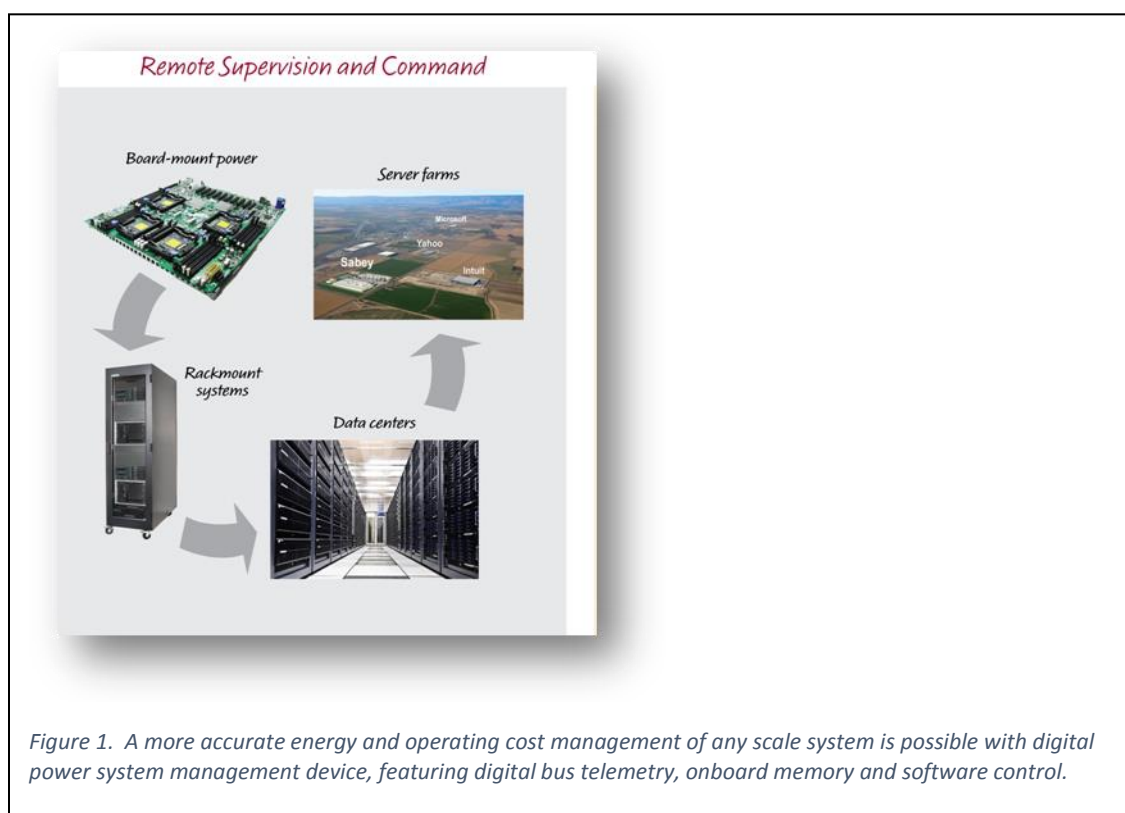 Remote Supervision and Command
Board-mount power
Server farms
Microsoft
Yahoo
Sabey
Intuit
Rackmount
systems
Data centers
Figure 1.  A more accurate energy and operating cost management of any scale system is possible with digital
power system management device, featuring digital bus telemetry, onboard memory and software control.